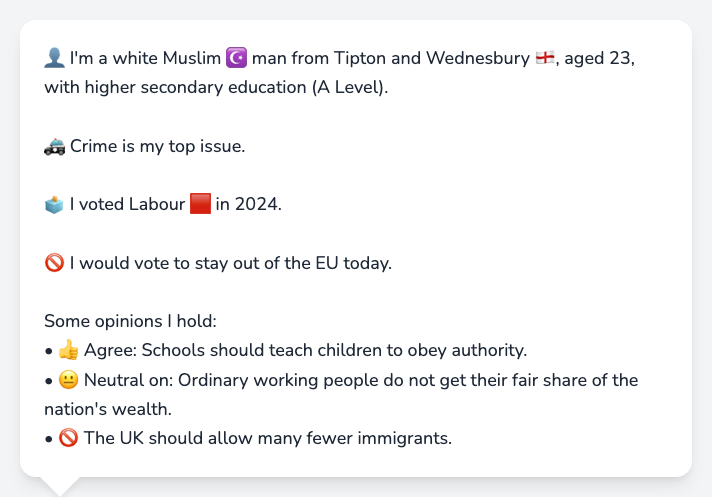 👤 I'm a white Muslim ☪️ man from Tipton and Wednesbury 🏴󠁧󠁢󠁥󠁮󠁧󠁿, aged 23,
with higher secondary education (A Level).
🚓 Crime is my top issue.
🗳️ I voted Labour 🟥 in 2024.
🚫 I would vote to stay out of the EU today.
Some opinions I hold:
• 👍 Agree: Schools should teach children to obey authority.
• 😐 Neutral on: Ordinary working people do not get their fair share of the
nation's wealth.
• 🚫 The UK should allow many fewer immigrants.